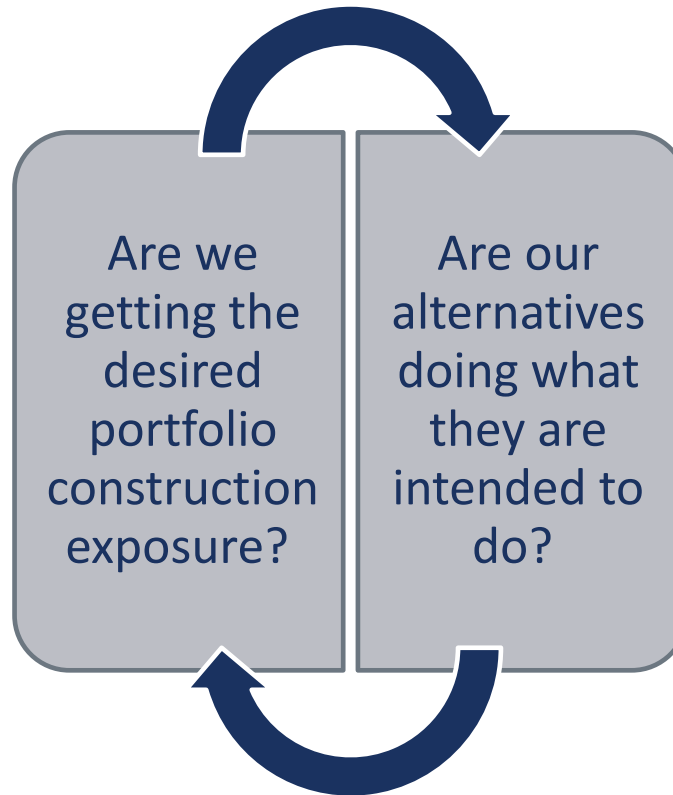 Are we
getting the
desired
portfolio
construction
exposure?
Are our
alternatives
doing what
they are
intended to
do?